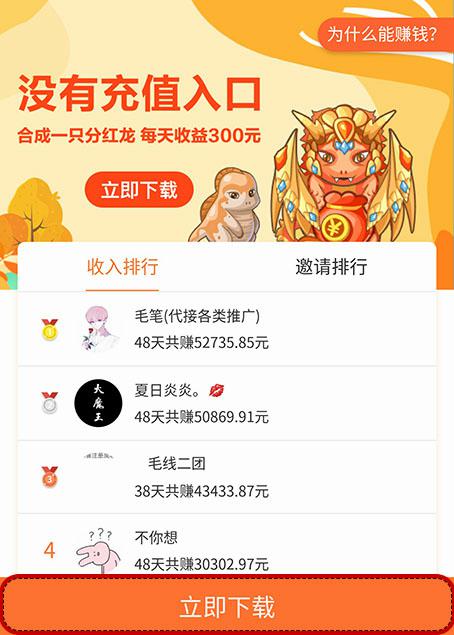 为什么能赚钱?
没有充值入口
合成一只分红龙 每天收益300元
立即下载
收入排行
邀请排行
1
毛笔(代接各类推广)
48天共赚52735.85元
大魔王
夏日炎炎。💋
48天共赚50869.91元
3
毛线二团
38天共赚43433.87元
4
???
不你想
48天共赚30302.97元
立即下载